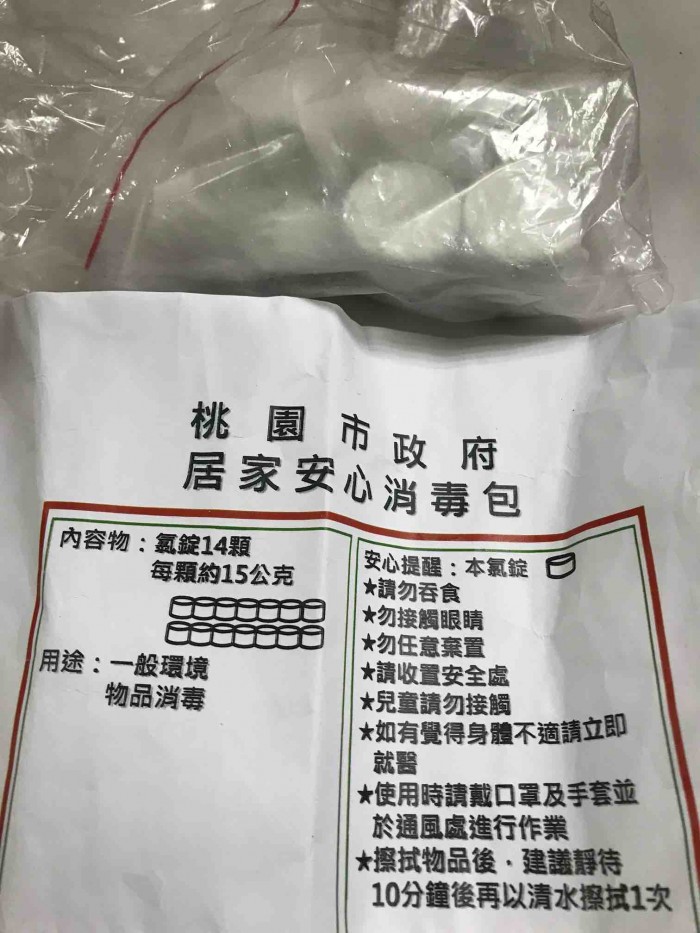 桃園市政府
居家安心消毒包
內容物：氯錠14顆
每顆約15公克
用途：一般環境
物品消毒
安心提醒：本氯錠
★請勿吞食
★勿接觸眼睛
★勿任意棄置
★請收置安全處
★兒童請勿接觸
★如有覺得身體不適請立即
就醫
★使用時請戴口罩及手套並
於通風處進行作業
★擦拭物品後，建議靜待
10分鐘後再以清水擦拭1次